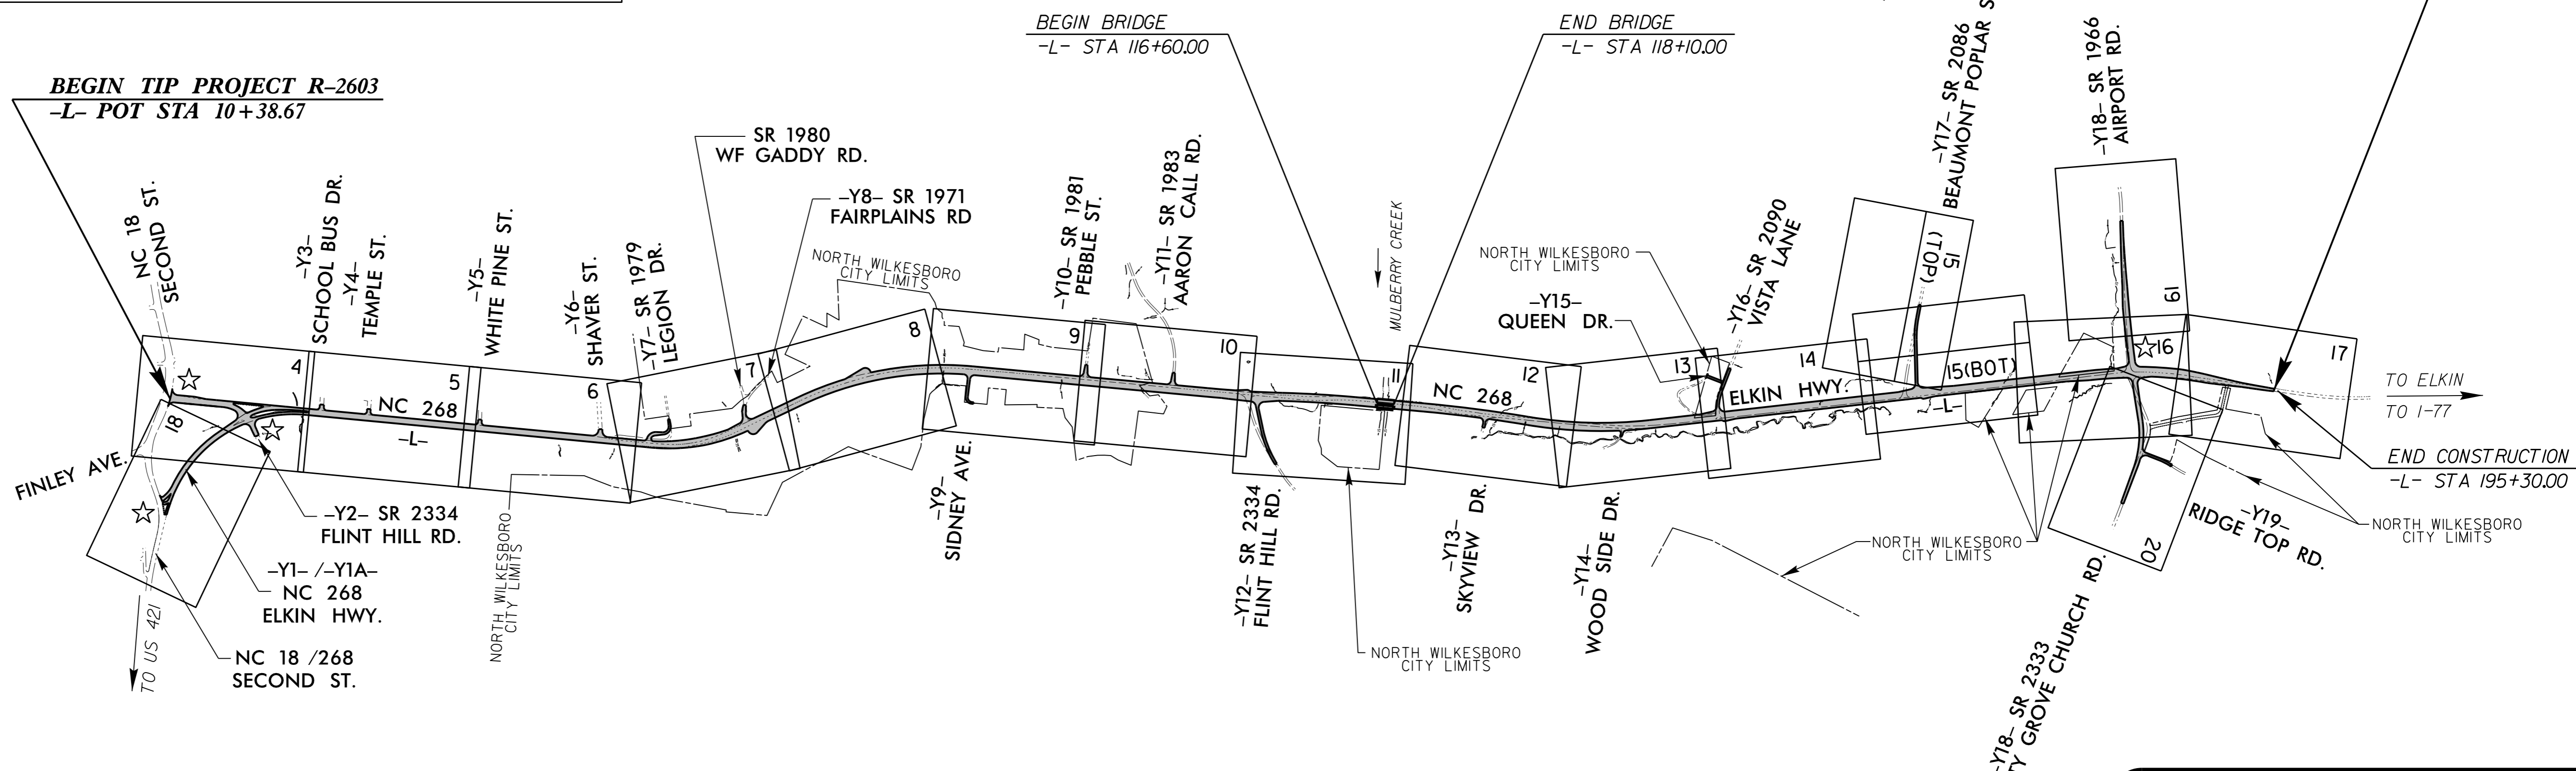 BEGIN BRIDGE
-L- STA 116+60.00
END BRIDGE
-L- STA 118+10.00
BEGIN TIP PROJECT R-2603
-L- POT STA 10+38.67
NC 18
SECOND ST.
-Y3-
SCHOOL BUS DR.
-Y4-
TEMPLE ST.
-Y5-
WHITE PINE ST.
-Y6-
SHAVER ST.
-Y7- SR 1979
LEGION DR.
SR 1980
WF GADDY RD.
-Y8- SR 1971
FAIRPLAINS RD
NORTH WILKESBORO
CITY LIMITS
-Y10- SR 1981
PEBBLE ST.
-Y11- SR 1983
AARON CALL RD.
MULBERRY CREEK
NORTH WILKESBORO
CITY LIMITS
-Y15-
QUEEN DR.
-Y16- SR 2090
VISTA LANE
-Y17- SR 2086
BEAUMONT POPLAR
-Y18- SR 1966
AIRPORT RD.
4
5
6
7
8
9
10
11
12
13
14
15
(TOP)
15(BOT)
16
17
18
19
20
NC 268
-L-
NC 268
ELKIN HWY.
-L-
TO ELKIN
TO I-77
END CONSTRUCTION
-L- STA 195+30.00
FINLEY AVE.
-Y2- SR 2334
FLINT HILL RD.
-Y1- /-Y1A-
NC 268
ELKIN HWY.
NC 18 /268
SECOND ST.
TO US 421
NORTH WILKESBORO
CITY LIMITS
-Y9-
SIDNEY AVE.
-Y12- SR 2334
FLINT HILL RD.
NORTH WILKESBORO
CITY LIMITS
-Y13-
SKYVIEW DR.
-Y14-
WOOD SIDE DR.
NORTH WILKESBORO
CITY LIMITS
-Y18- SR 2333
GROVE CHURCH RD.
-Y19-
RIDGE TOP RD.
NORTH WILKESBORO
CITY LIMITS